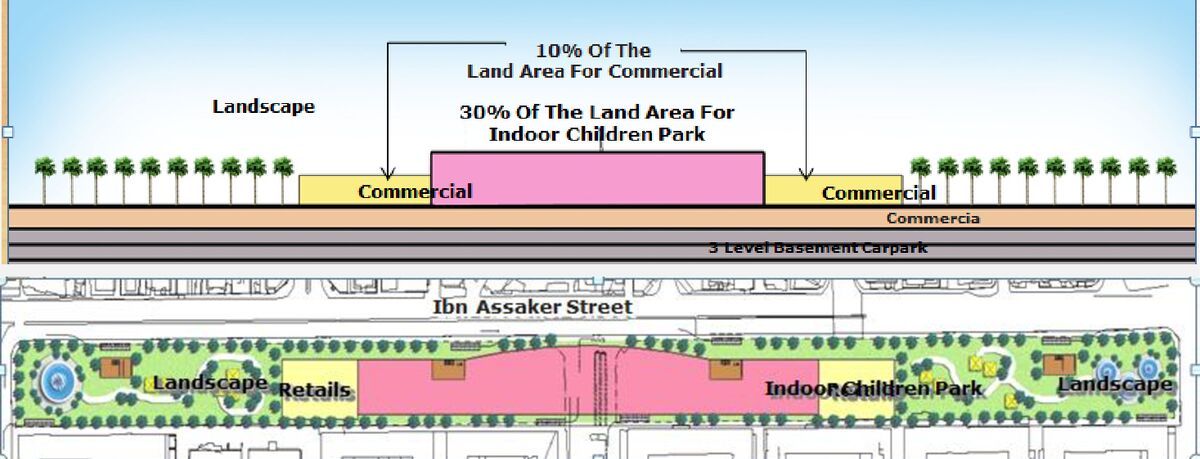 10% Of The
Land Area For Commercial
Landscape
30% Of The Land Area For
Indoor Children Park
Commercial
Commercial
Commercia
3 Level Basement Carpark
Ibn Assaker Street
Landscape
Retails
Indoor Children Park
Landscape